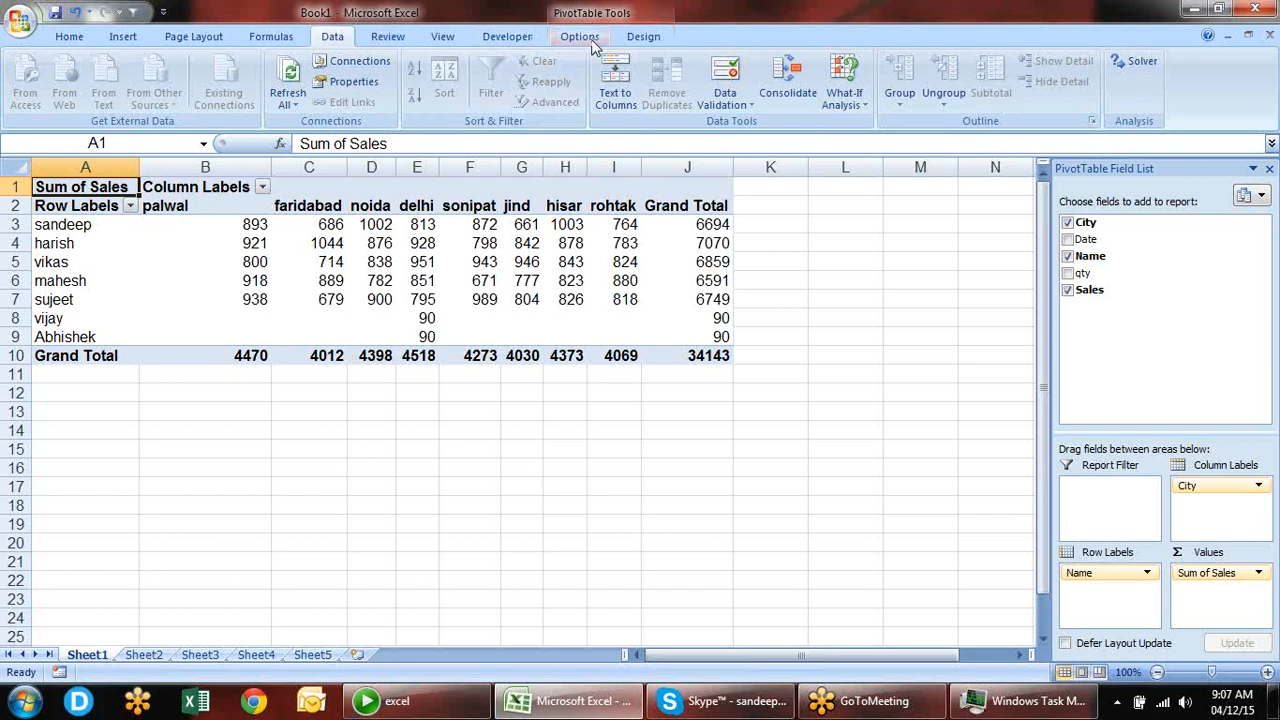 Book1 - Microsoft Excel
PivotTable Tools
Home Insert Page Layout Formulas Data Review View Developer Options Design
From Access
From Web
From Text
From Other Sources
Existing Connections
Get External Data
Refresh All
Connections
Properties
Edit Links
Connections
Sort
Filter
Clear
Reapply
Advanced
Sort & Filter
Text to Columns
Remove Duplicates
Data Validation
Consolidate
What-If Analysis
Data Tools
Group
Ungroup
Subtotal
Show Detail
Hide Detail
Outline
Solver
Analysis
A1 fx Sum of Sales
A B C D E F G H I J K L M N
1 Sum of Sales Column Labels
2 Row Labels palwal faridabad noida delhi sonipat jind hisar rohtak Grand Total
3 sandeep 893 686 1002 813 872 661 1003 764 6694
4 harish 921 1044 876 928 798 842 878 783 7070
5 vikas 800 714 838 951 943 946 843 824 6859
6 mahesh 918 889 782 851 671 777 823 880 6591
7 sujeet 938 679 900 795 989 804 826 818 6749
8 vijay 90 90
9 Abhishek 90 90
10 Grand Total 4470 4012 4398 4518 4273 4030 4373 4069 34143
11
12
13
14
15
16
17
18
19
20
21
22
23
24
25
PivotTable Field List
Choose fields to add to report:
City
Date
Name
qty
Sales
Drag fields between areas below:
Report Filter Column Labels
City
Row Labels Σ Values
Name Sum of Sales
Defer Layout Update Update
Sheet1 Sheet2 Sheet3 Sheet4 Sheet5
Ready 100%
excel Microsoft Excel - ... Skype™ - sandeep... GoToMeeting Windows Task M... 9:07 AM
04/12/15